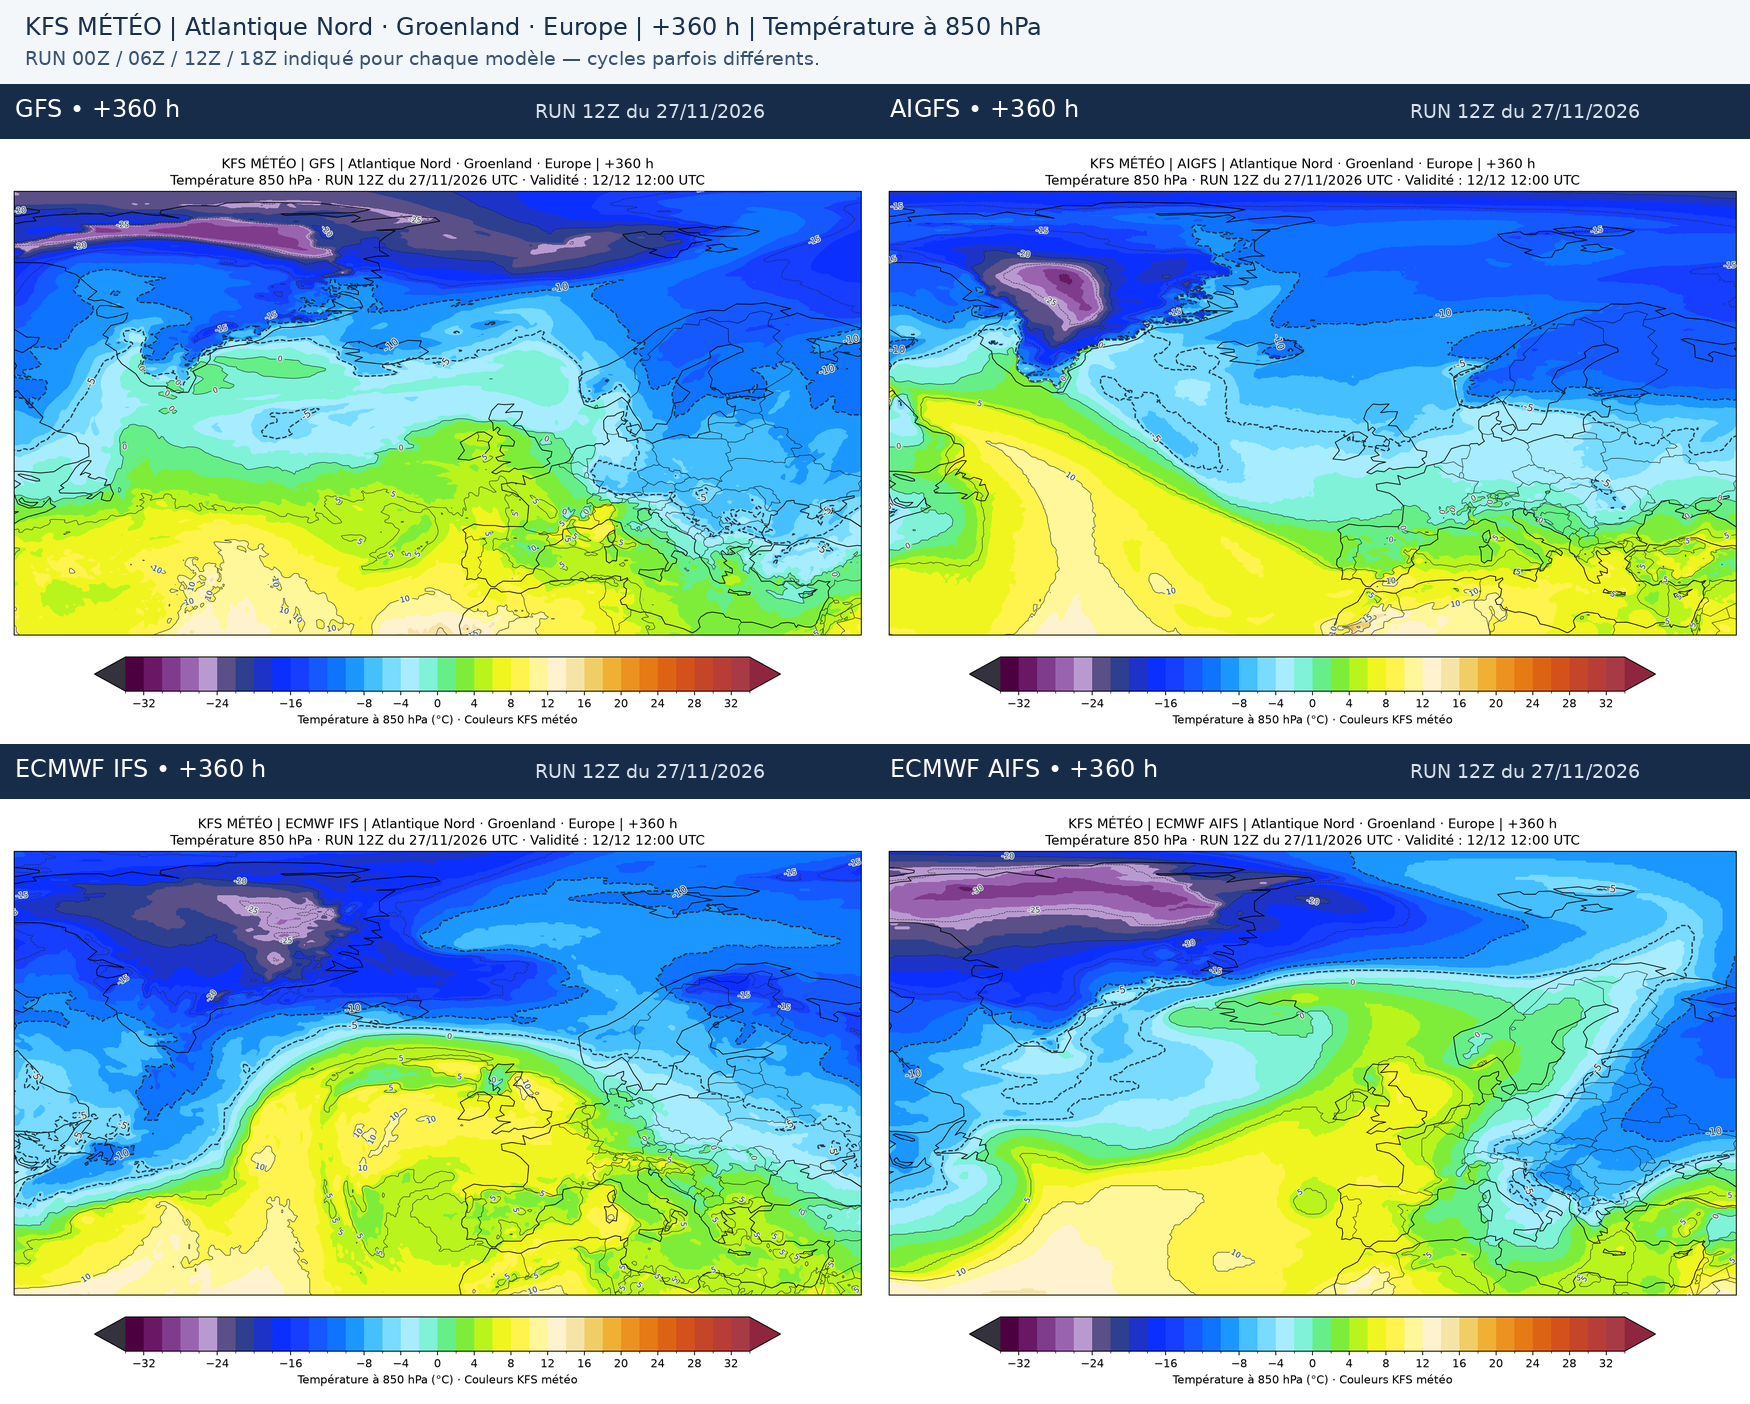 KFS MÉTÉO | Atlantique Nord · Groenland · Europe | +360 h | Température à 850 hPa
RUN 00Z / 06Z / 12Z / 18Z indiqué pour chaque modèle — cycles parfois différents.
GFS • +360 h
RUN 12Z du 27/11/2026
KFS MÉTÉO | GFS | Atlantique Nord · Groenland · Europe | +360 h
Température 850 hPa · RUN 12Z du 27/11/2026 UTC · Validité : 12/12 12:00 UTC
−32 −24 −16 −8 −4 0 4 8 12 16 20 24 28 32
Température à 850 hPa (°C) · Couleurs KFS météo
AIGFS • +360 h
RUN 12Z du 27/11/2026
KFS MÉTÉO | AIGFS | Atlantique Nord · Groenland · Europe | +360 h
Température 850 hPa · RUN 12Z du 27/11/2026 UTC · Validité : 12/12 12:00 UTC
−32 −24 −16 −8 −4 0 4 8 12 16 20 24 28 32
Température à 850 hPa (°C) · Couleurs KFS météo
ECMWF IFS • +360 h
RUN 12Z du 27/11/2026
KFS MÉTÉO | ECMWF IFS | Atlantique Nord · Groenland · Europe | +360 h
Température 850 hPa · RUN 12Z du 27/11/2026 UTC · Validité : 12/12 12:00 UTC
−32 −24 −16 −8 −4 0 4 8 12 16 20 24 28 32
Température à 850 hPa (°C) · Couleurs KFS météo
ECMWF AIFS • +360 h
RUN 12Z du 27/11/2026
KFS MÉTÉO | ECMWF AIFS | Atlantique Nord · Groenland · Europe | +360 h
Température 850 hPa · RUN 12Z du 27/11/2026 UTC · Validité : 12/12 12:00 UTC
−32 −24 −16 −8 −4 0 4 8 12 16 20 24 28 32
Température à 850 hPa (°C) · Couleurs KFS météo